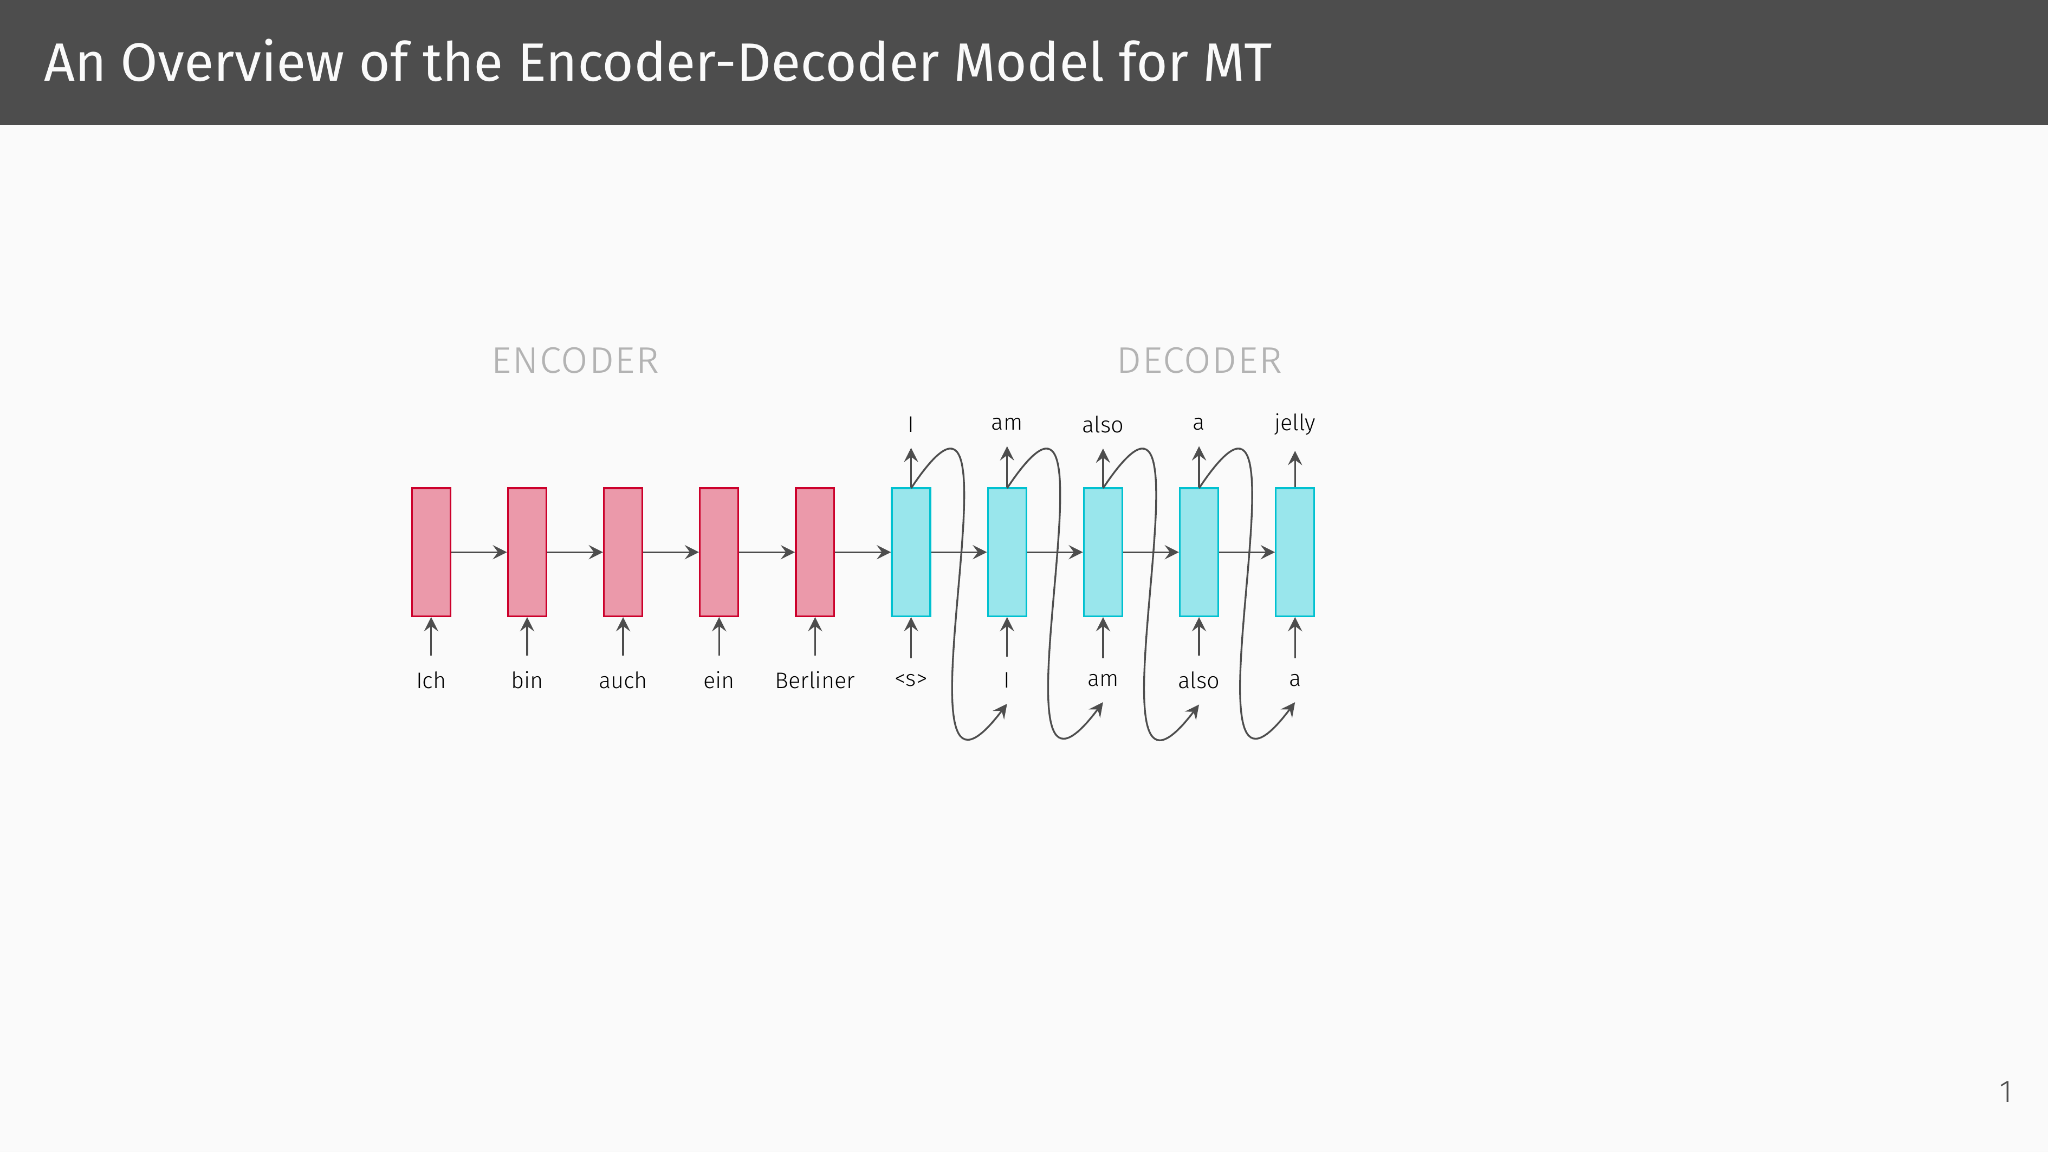 An Overview of the Encoder-Decoder Model for MT
ENCODER DECODER
I am also a jelly
Ich bin auch ein Berliner <s> I am also a
1